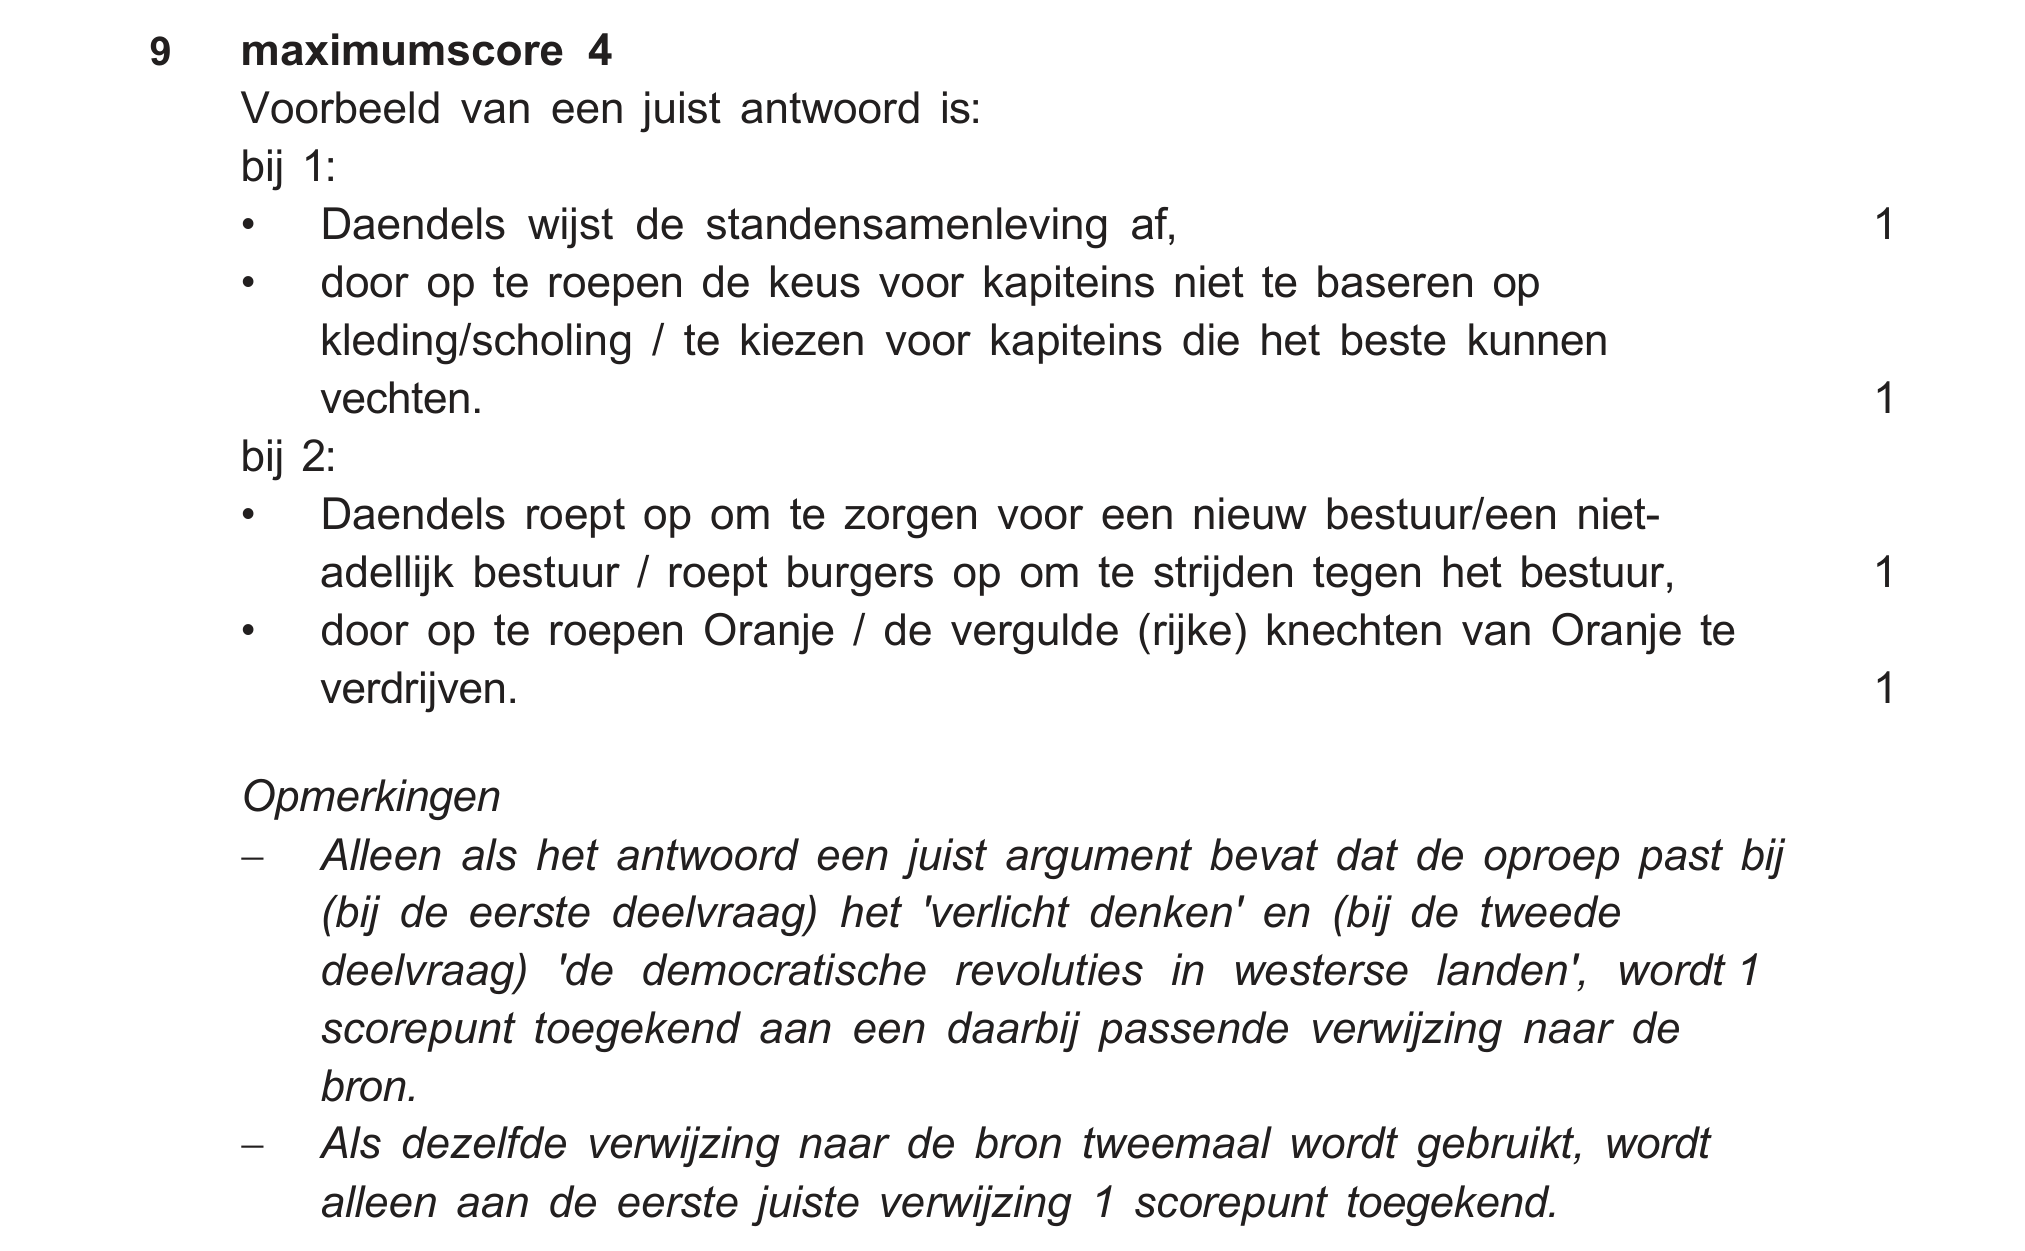 9 maximumscore 4
Voorbeeld van een juist antwoord is:
bij 1:
• Daendels wijst de standensamenleving af, 1
• door op te roepen de keus voor kapiteins niet te baseren op
kleding/scholing / te kiezen voor kapiteins die het beste kunnen
vechten. 1
bij 2:
• Daendels roept op om te zorgen voor een nieuw bestuur/een niet-
adellijk bestuur / roept burgers op om te strijden tegen het bestuur, 1
• door op te roepen Oranje / de vergulde (rijke) knechten van Oranje te
verdrijven. 1
Opmerkingen
− Alleen als het antwoord een juist argument bevat dat de oproep past bij
(bij de eerste deelvraag) het 'verlicht denken' en (bij de tweede
deelvraag) 'de democratische revoluties in westerse landen', wordt 1
scorepunt toegekend aan een daarbij passende verwijzing naar de
bron.
− Als dezelfde verwijzing naar de bron tweemaal wordt gebruikt, wordt
alleen aan de eerste juiste verwijzing 1 scorepunt toegekend.